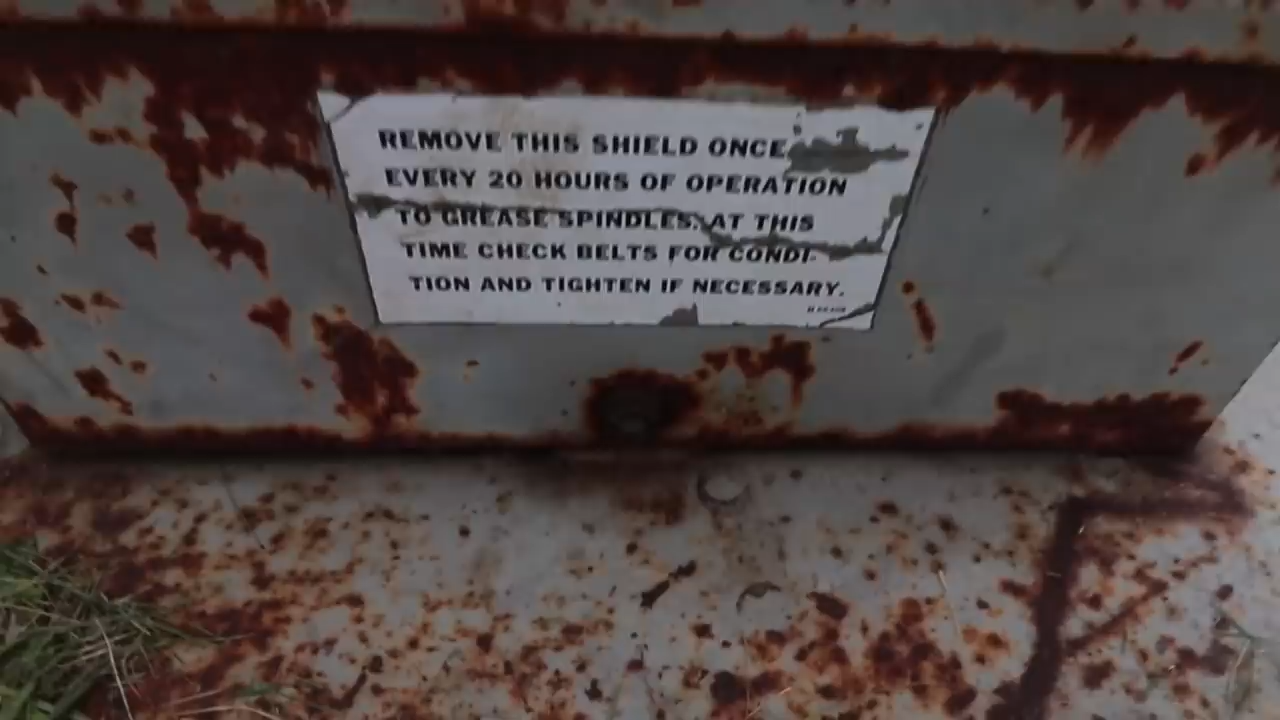 REMOVE THIS SHIELD ONCE
EVERY 20 HOURS OF OPERATION
TO GREASE SPINDLES. AT THIS
TIME CHECK BELTS FOR CONDI-
TION AND TIGHTEN IF NECESSARY.